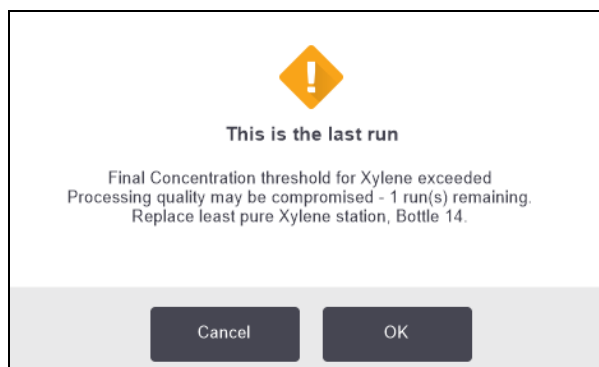 This is the last run
Final Concentration threshold for Xylene exceeded
Processing quality may be compromised - 1 run(s) remaining.
Replace least pure Xylene station, Bottle 14.
Cancel
OK